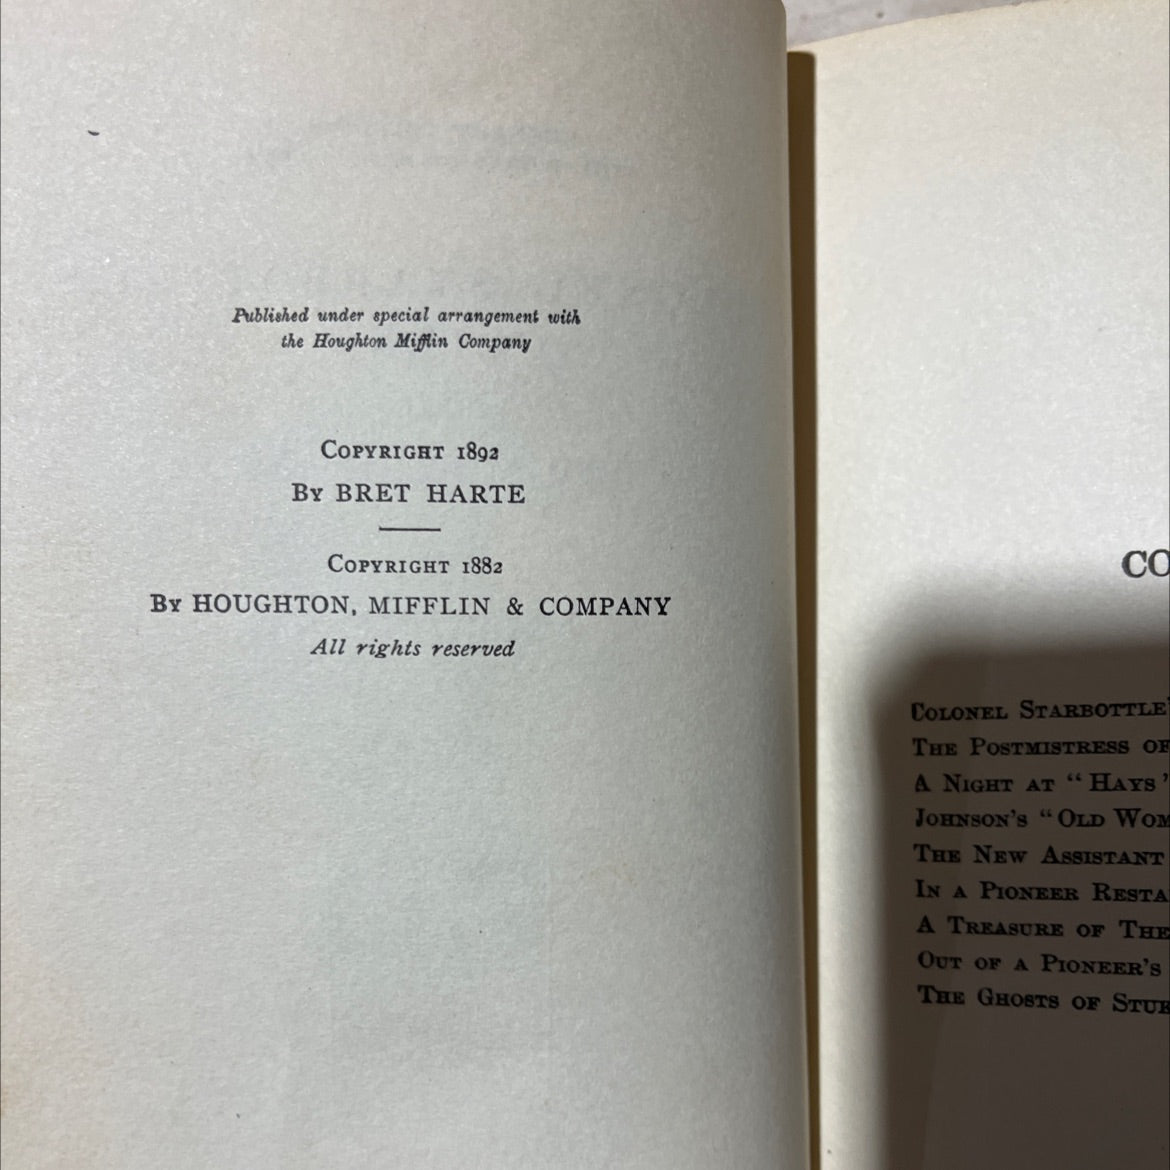 Published under special arrangement with
the Houghton Mifflin Company
COPYRIGHT 1892
BY BRET HARTE
COPYRIGHT 1882
BY HOUGHTON, MIFFLIN & COMPANY
All rights reserved
CO
COLONEL STARBOTTLE'
THE POSTMISTRESS OF
A NIGHT AT "HAYS"
JOHNSON'S "OLD WOM
THE NEW ASSISTANT
IN A PIONEER RESTA
A TREASURE OF THE
OUT OF A PIONEER'S
THE GHOSTS OF STUK